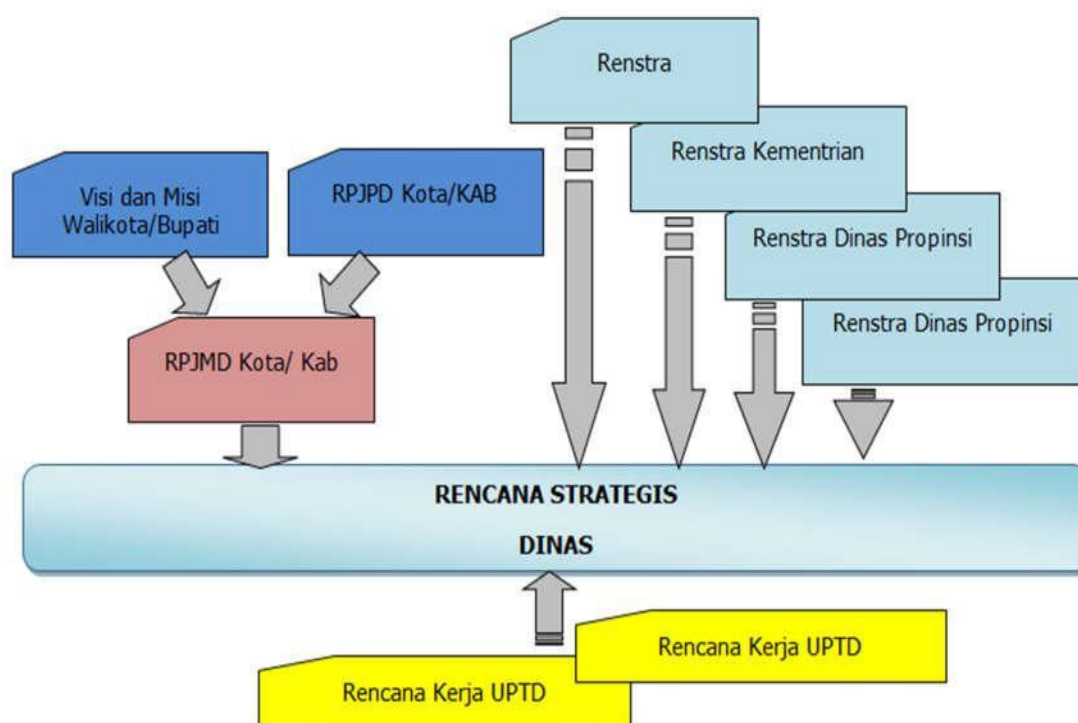 Renstra
Renstra Kementrian
Visi dan Misi
Walikota/Bupati
RPJPD Kota/KAB
Renstra Dinas Propinsi
Renstra Dinas Propinsi
RPJMD Kota/ Kab
RENCANA STRATEGIS
DINAS
Rencana Kerja UPTD
Rencana Kerja UPTD